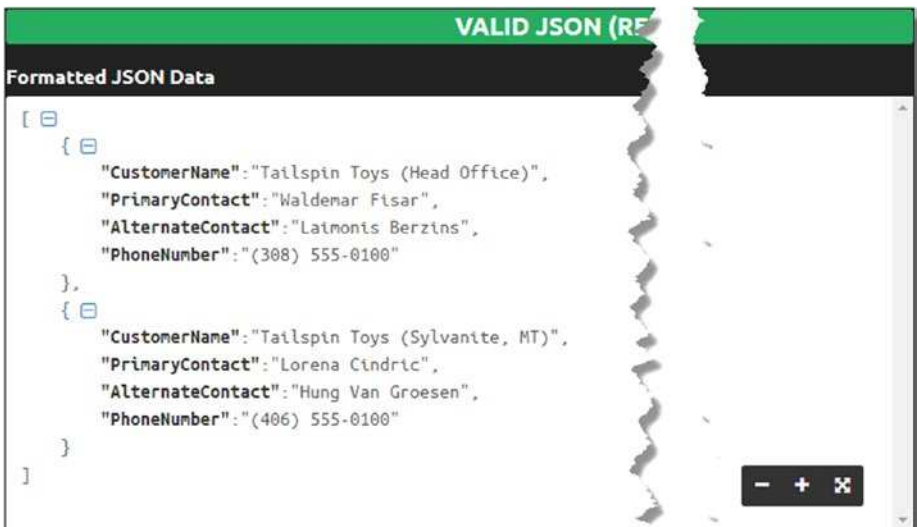 VALID JSON (RE
Formatted JSON Data
[
{
"CustomerName":"Tailspin Toys (Head Office)",
"PrimaryContact":"Waldemar Fisar",
"AlternateContact":"Laimonis Berzins",
"PhoneNumber":"(308) 555-0100"
},
{
"CustomerName":"Tailspin Toys (Sylvanite, MT)",
"PrimaryContact":"Lorena Cindric",
"AlternateContact":"Hung Van Groesen",
"PhoneNumber":"(406) 555-0100"
}
]